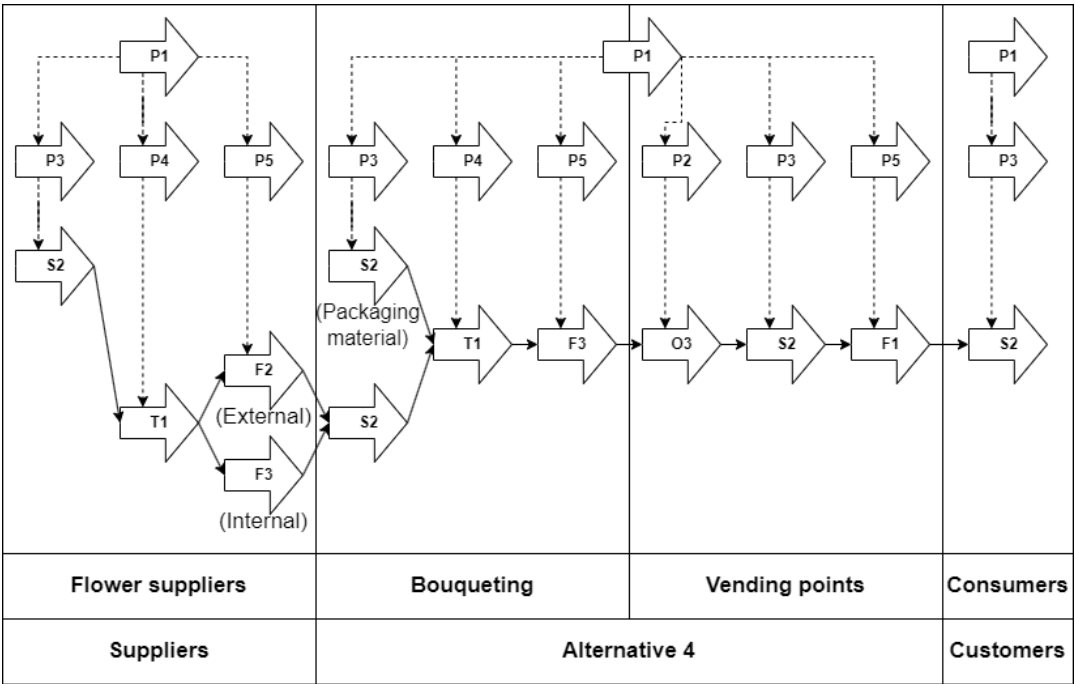 P1
P1
P1
P3
P4
P5
P3
P4
P5
P2
P3
P5
P3
S2
S2
(Packaging
material)
T1
F3
O3
S2
F1
S2
F2
(External)
T1
S2
F3
(Internal)
Flower suppliers
Bouqueting
Vending points
Consumers
Suppliers
Alternative 4
Customers